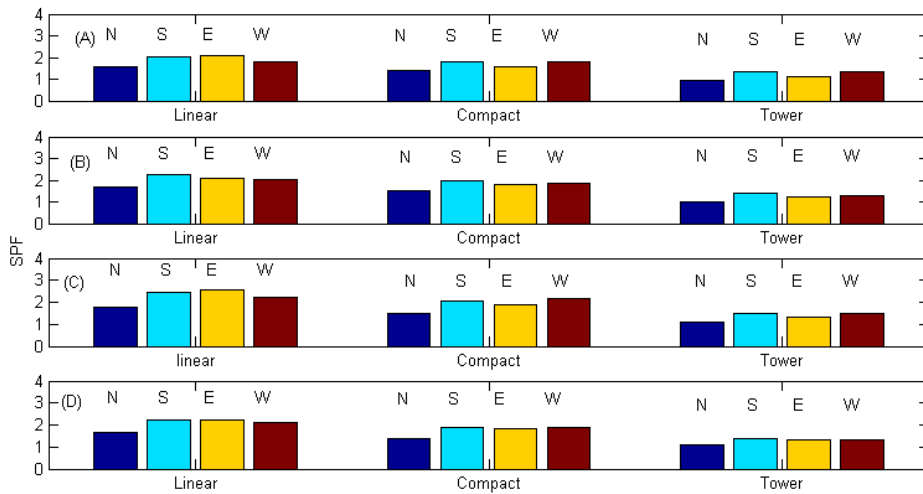 4
3
2
1
0
(A)
N S E W
N S E W
N S E W
Linear Compact Tower
4
3
2
1
0
(B)
N S E W
N S E W
N S E W
Linear Compact Tower
SPF
4
3
2
1
0
(C)
N S E W
N S E W
N S E W
linear Compact Tower
4
3
2
1
0
(D)
N S E W
N S E W
N S E W
Linear Compact Tower